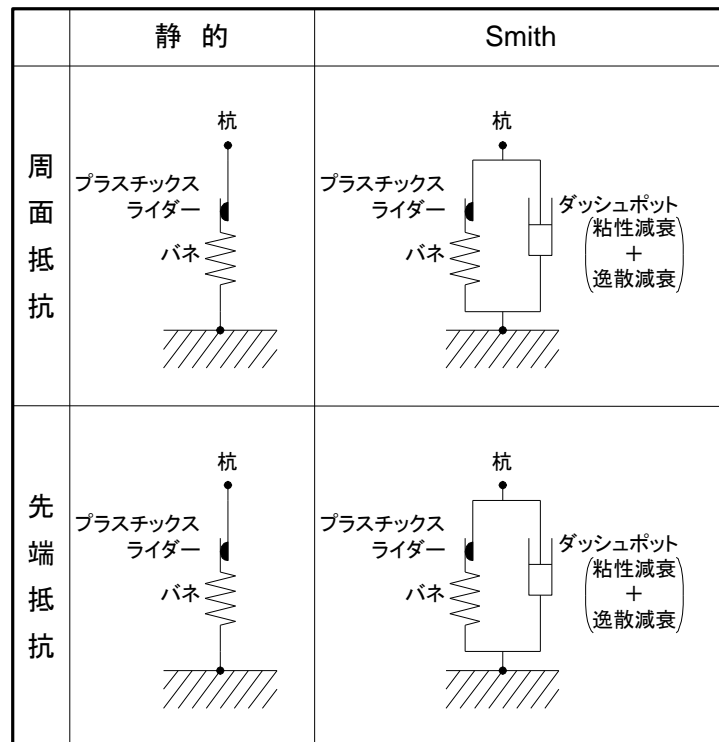 静 的
Smith
周面抵抗
杭
プラスチックス
ライダー
バネ
杭
プラスチックス
ライダー
バネ
ダッシュポット
(粘性減衰
＋
逸散減衰)
先端抵抗
杭
プラスチックス
ライダー
バネ
杭
プラスチックス
ライダー
バネ
ダッシュポット
(粘性減衰
＋
逸散減衰)